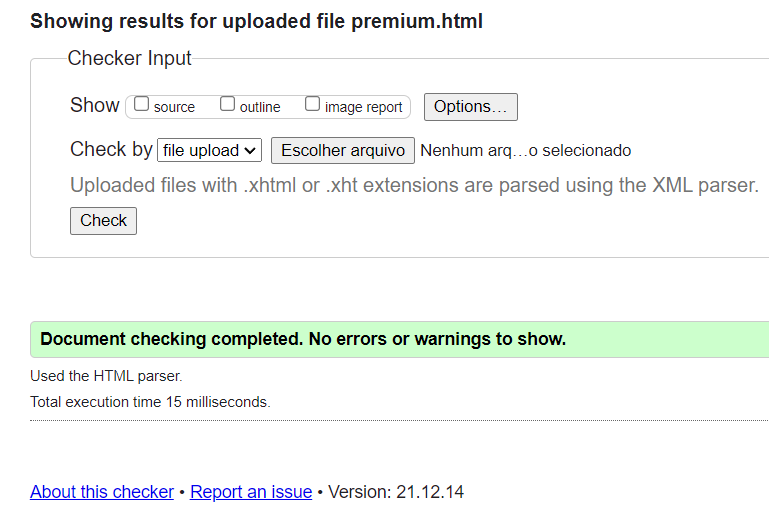 Showing results for uploaded file premium.html
Checker Input
Show source outline image report Options...
Check by file upload Escolher arquivo Nenhum arq...o selecionado
Uploaded files with .xhtml or .xht extensions are parsed using the XML parser.
Check
Document checking completed. No errors or warnings to show.
Used the HTML parser.
Total execution time 15 milliseconds.
About this checker • Report an issue • Version: 21.12.14